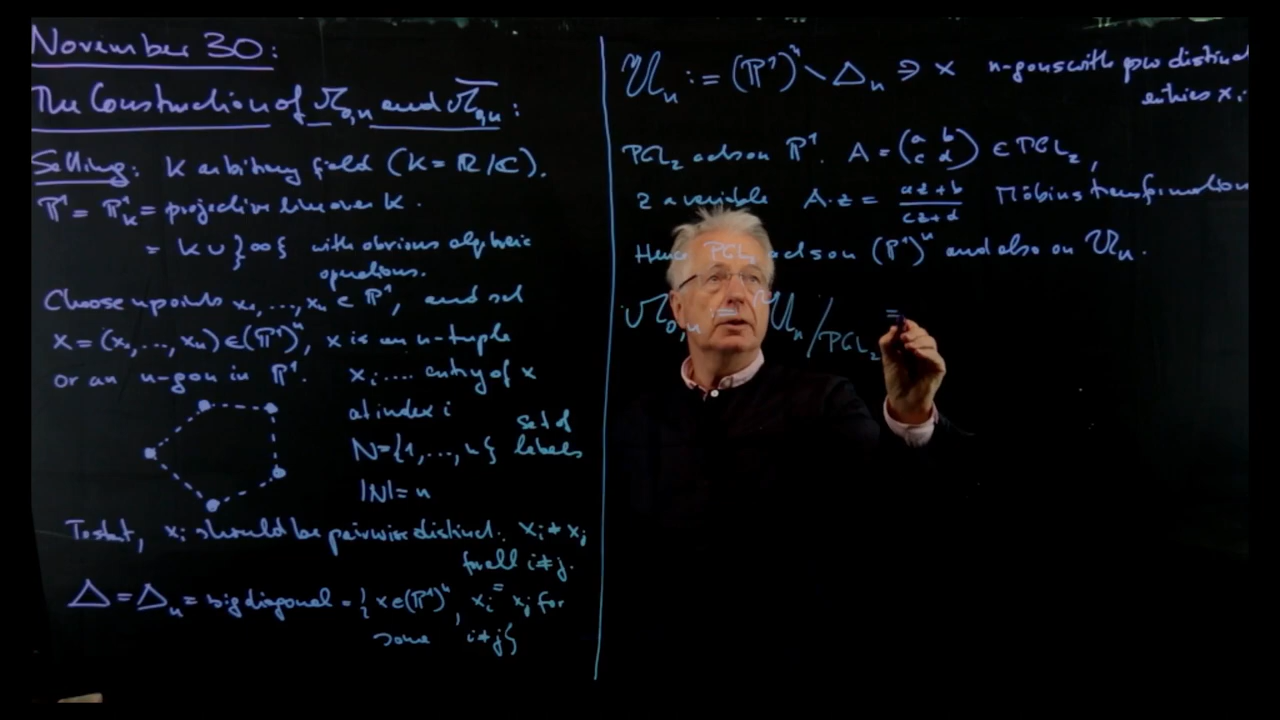 November 30:
The Construction of ℳ₀,ₙ and ℳ̄₀,ₙ:
Setting: K arbitrary field (K = ℝ/ℂ).
ℙ¹ = ℙ¹_K = projective line over K.
= K ∪ {∞} with obvious algebraic
operations.
Choose n points x₁, ..., xₙ ∈ ℙ¹, and set
x = (x₁, ..., xₙ) ∈ (ℙ¹)ⁿ, x is an n-tuple
or an n-gon in ℙ¹. xᵢ .... entry of x
at index i
N = {1, ..., n} set of labels
|N| = n
To start, xᵢ should be pairwise distinct: xᵢ ≠ xⱼ
for all i ≠ j.
Δ = Δₙ = big diagonal = {x ∈ (ℙ¹)ⁿ, xᵢ = xⱼ for
some i ≠ j}
𝒰ₙ := (ℙ¹)ⁿ \ Δₙ ∋ x n-gons with pw distinct
entries xᵢ
PGL₂ acts on ℙ¹. A = (a b c d) ∈ PGL₂,
z a variable A·z = (az+b)/(cz+d) Möbius transformation
Hence PGL₂ acts on (ℙ¹)ⁿ and also on 𝒰ₙ.
ℳ₀,ₙ := 𝒰ₙ / PGL₂ =